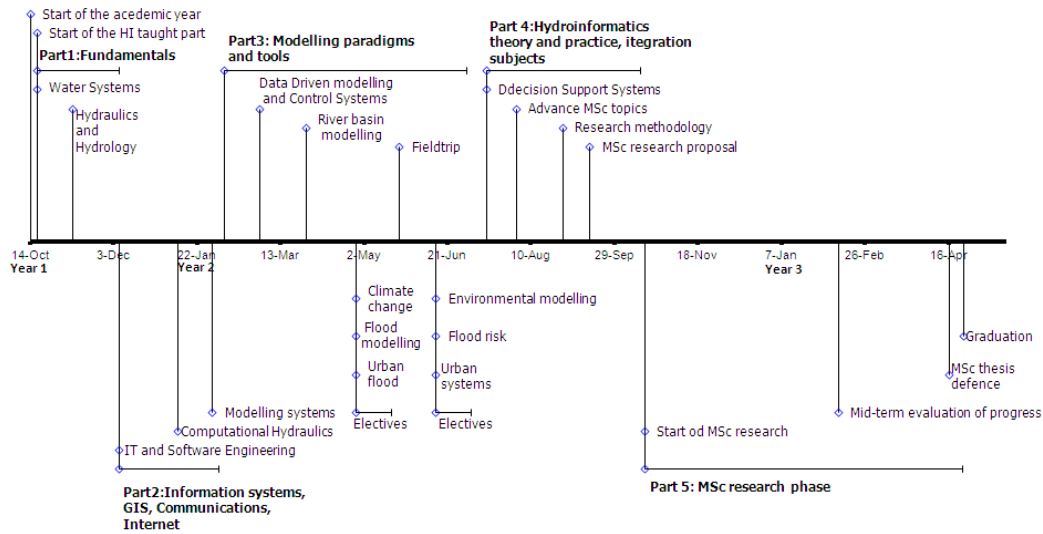 Start of the acedemic year
Start of the HI taught part
Part1:Fundamentals
Water Systems
Hydraulics
and
Hydrology
Part3: Modelling paradigms
and tools
Data Driven modelling
and Control Systems
River basin
modelling
Fieldtrip
Part 4:Hydroinformatics
theory and practice, itegration
subjects
Ddecision Support Systems
Advance MSc topics
Research methodology
MSc research proposal
14-Oct
3-Dec
22-Jan
13-Mar
2-May
21-Jun
10-Aug
29-Sep
18-Nov
7-Jan
26-Feb
16-Apr
Year 1
Year 2
Year 3
Climate
change
Flood
modelling
Urban
flood
Electives
Environmental modelling
Flood risk
Urban
systems
Electives
Graduation
MSc thesis
defence
Mid-term evaluation of progress
Modelling systems
Computational Hydraulics
IT and Software Engineering
Start od MSc research
Part2:Information systems,
GIS, Communications,
Internet
Part 5: MSc research phase